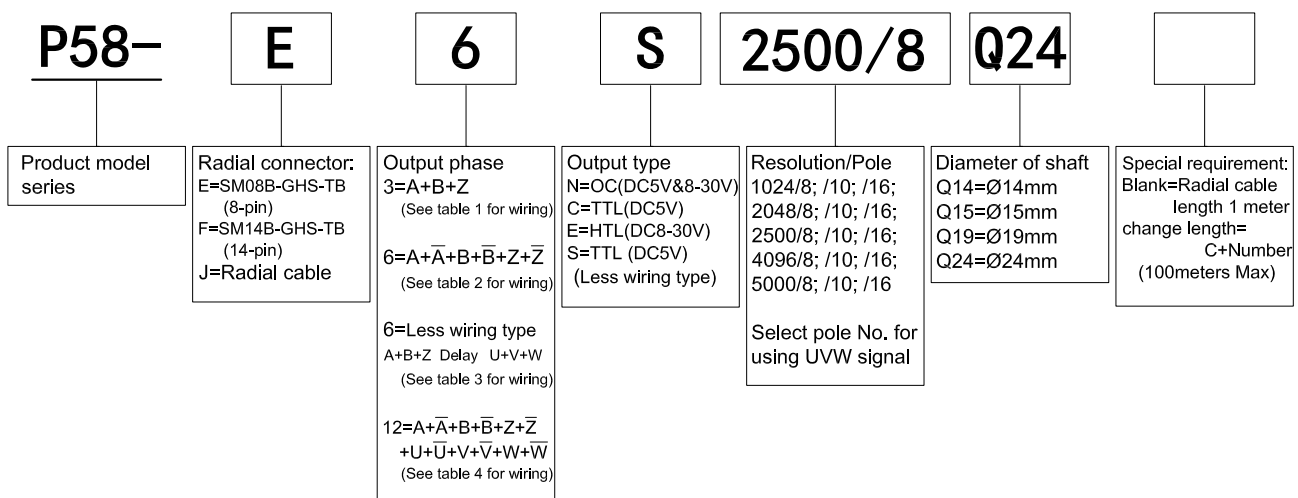 P58- E 6 S 2500/8 Q24
Product model
series
Radial connector:
E=SM08B-GHS-TB
(8-pin)
F=SM14B-GHS-TB
(14-pin)
J=Radial cable
Output phase
3=A+B+Z
(See table 1 for wiring)
6=A+A̅+B+B̅+Z+Z̅
(See table 2 for wiring)
6=Less wiring type
A+B+Z Delay U+V+W
(See table 3 for wiring)
12=A+A̅+B+B̅+Z+Z̅
+U+U̅+V+V̅+W+W̅
(See table 4 for wiring)
Output type
N=OC(DC5V&8-30V)
C=TTL(DC5V)
E=HTL(DC8-30V)
S=TTL (DC5V)
(Less wiring type)
Resolution/Pole
1024/8; /10; /16;
2048/8; /10; /16;
2500/8; /10; /16;
4096/8; /10; /16;
5000/8; /10; /16
Select pole No. for
using UVW signal
Diameter of shaft
Q14=Ø14mm
Q15=Ø15mm
Q19=Ø19mm
Q24=Ø24mm
Special requirement:
Blank=Radial cable
length 1 meter
change length=
C+Number
(100meters Max)